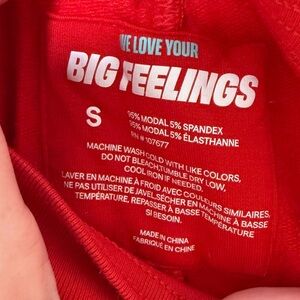 WE LOVE YOUR
BIG FEELINGS
S
95% MODAL 5% SPANDEX
95% MODAL 5% ÉLASTHANNE
RN # 107677
MACHINE WASH COLD WITH LIKE COLORS,
DO NOT BLEACH,TUMBLE DRY LOW,
COOL IRON IF NEEDED.
LAVER EN MACHINE À FROID AVEC COULEURS SIMILAIRES,
NE PAS UTILISER DE JAVEL,SÉCHER EN MACHINE À BASSE
TEMPÉRATURE, REPASSER À BASSE TEMPÉRATURE
SI BESOIN.
MADE IN CHINA
FABRIQUÉ EN CHINE